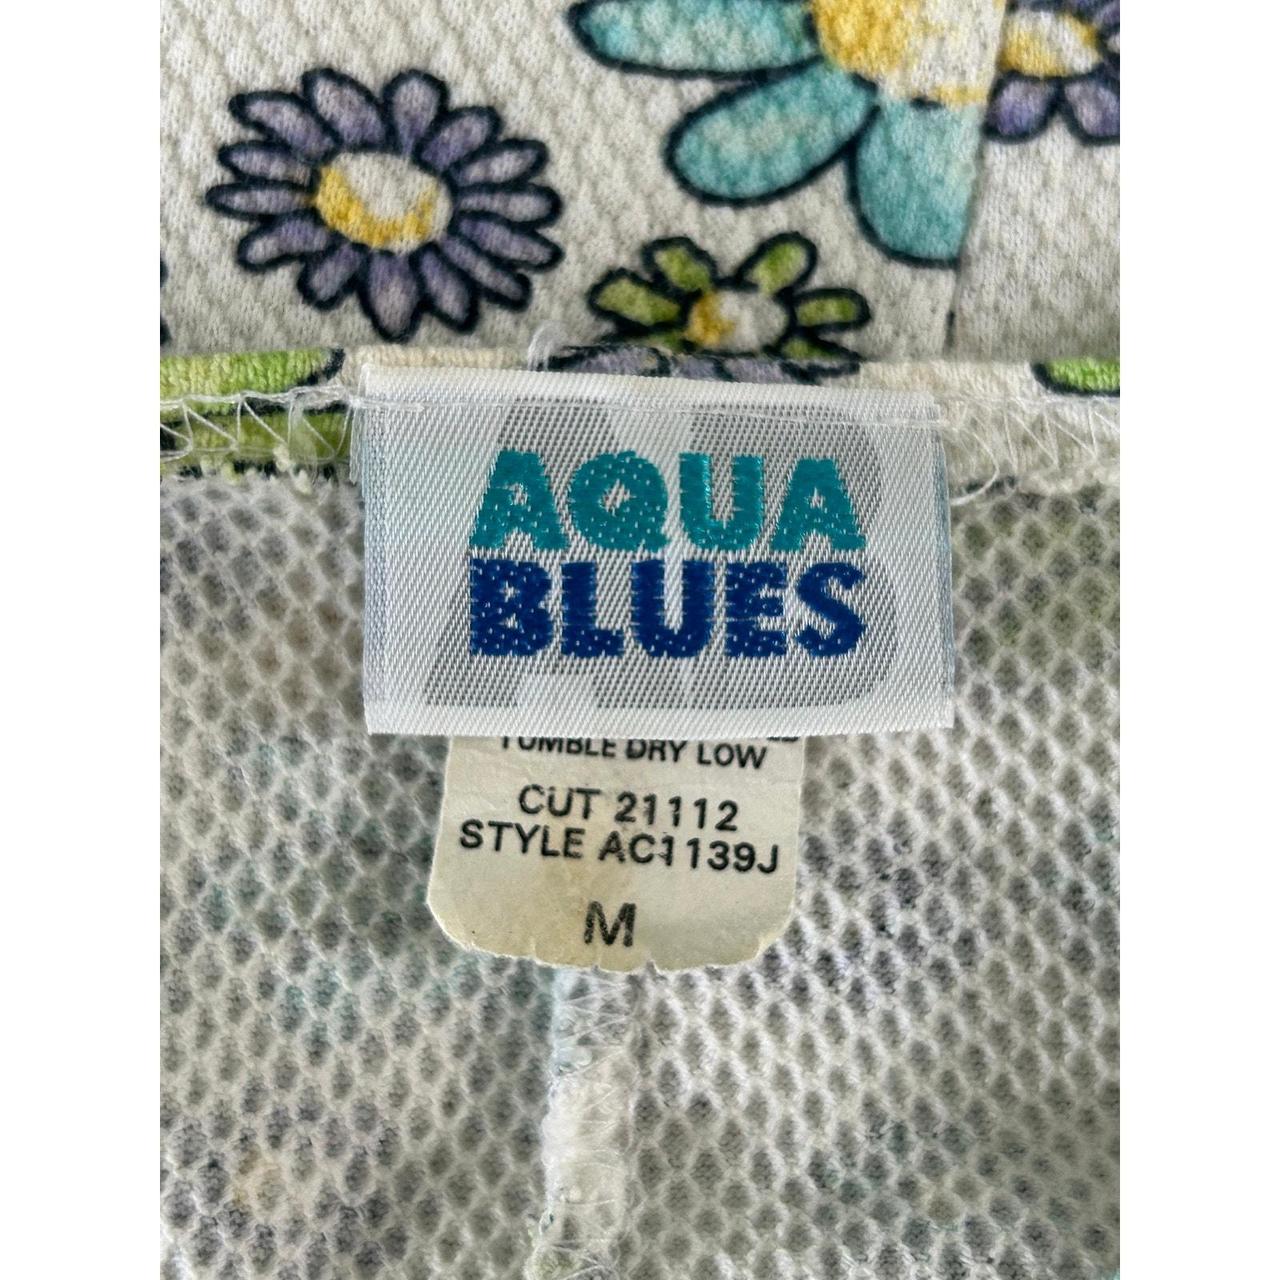 AQUA
BLUES
TUMBLE DRY LOW
CUT 21112
STYLE AC1139J
M